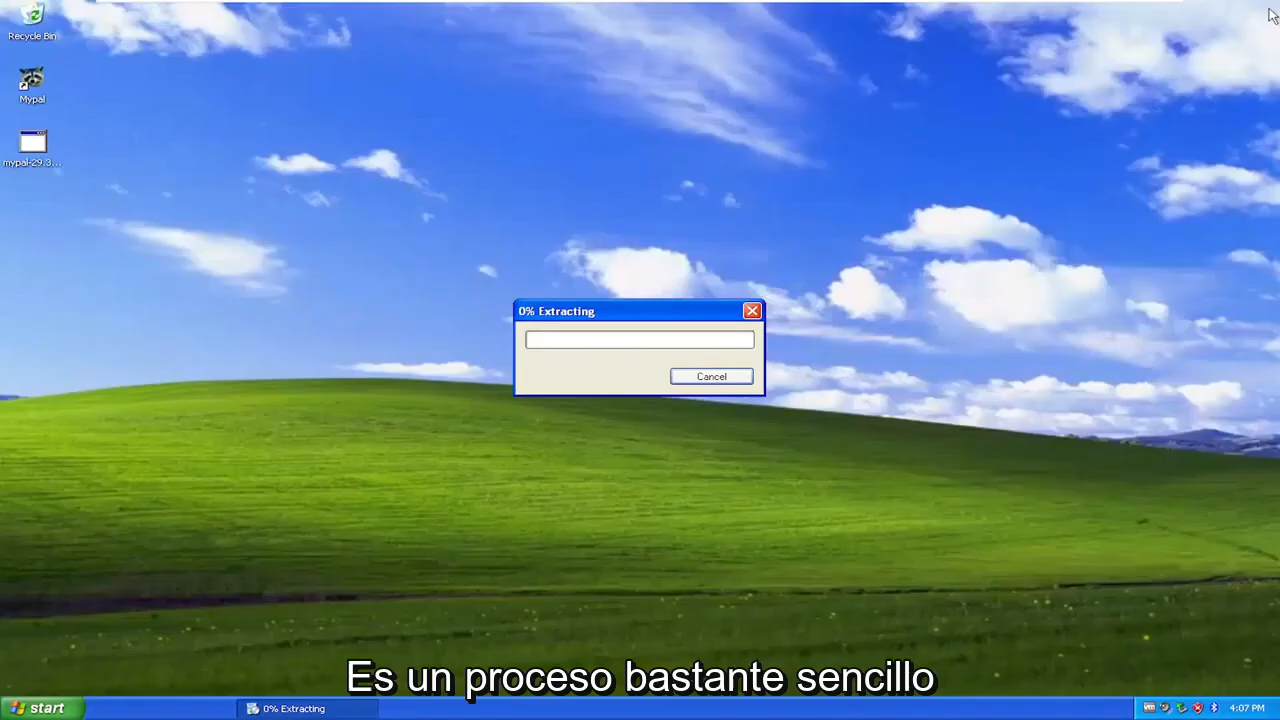 Recycle Bin
Mypal
mypal-29.3...
0% Extracting
Cancel
Es un proceso bastante sencillo
start
0% Extracting
4:07 PM